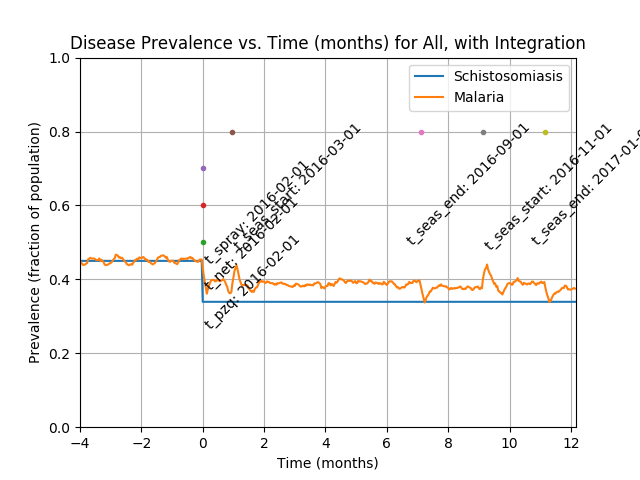 Disease Prevalence vs. Time (months) for All, with Integration
Schistosomiasis
Malaria
1.0
0.8
0.6
0.4
0.2
0.0
Prevalence (fraction of population)
t_spray: 2016-02-01
t_seas_start: 2016-03-01
t_net: 2016-02-01
t_pzq: 2016-02-01
t_seas_end: 2016-09-01
t_seas_start: 2016-11-01
t_seas_end: 2017-01-0
−4
−2
0
2
4
6
8
10
12
Time (months)